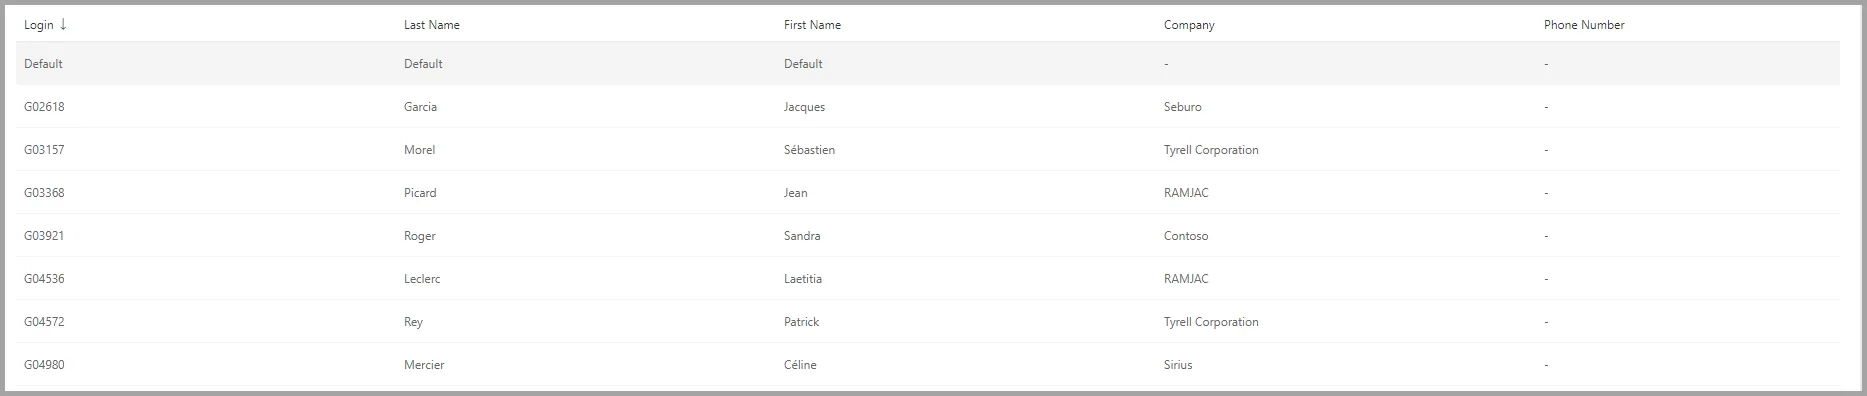 Login ↓ Last Name First Name Company Phone Number
Default Default Default - -
G02618 Garcia Jacques Seburo -
G03157 Morel Sébastien Tyrell Corporation -
G03368 Picard Jean RAMJAC -
G03921 Roger Sandra Contoso -
G04536 Leclerc Laetitia RAMJAC -
G04572 Rey Patrick Tyrell Corporation -
G04980 Mercier Céline Sirius -